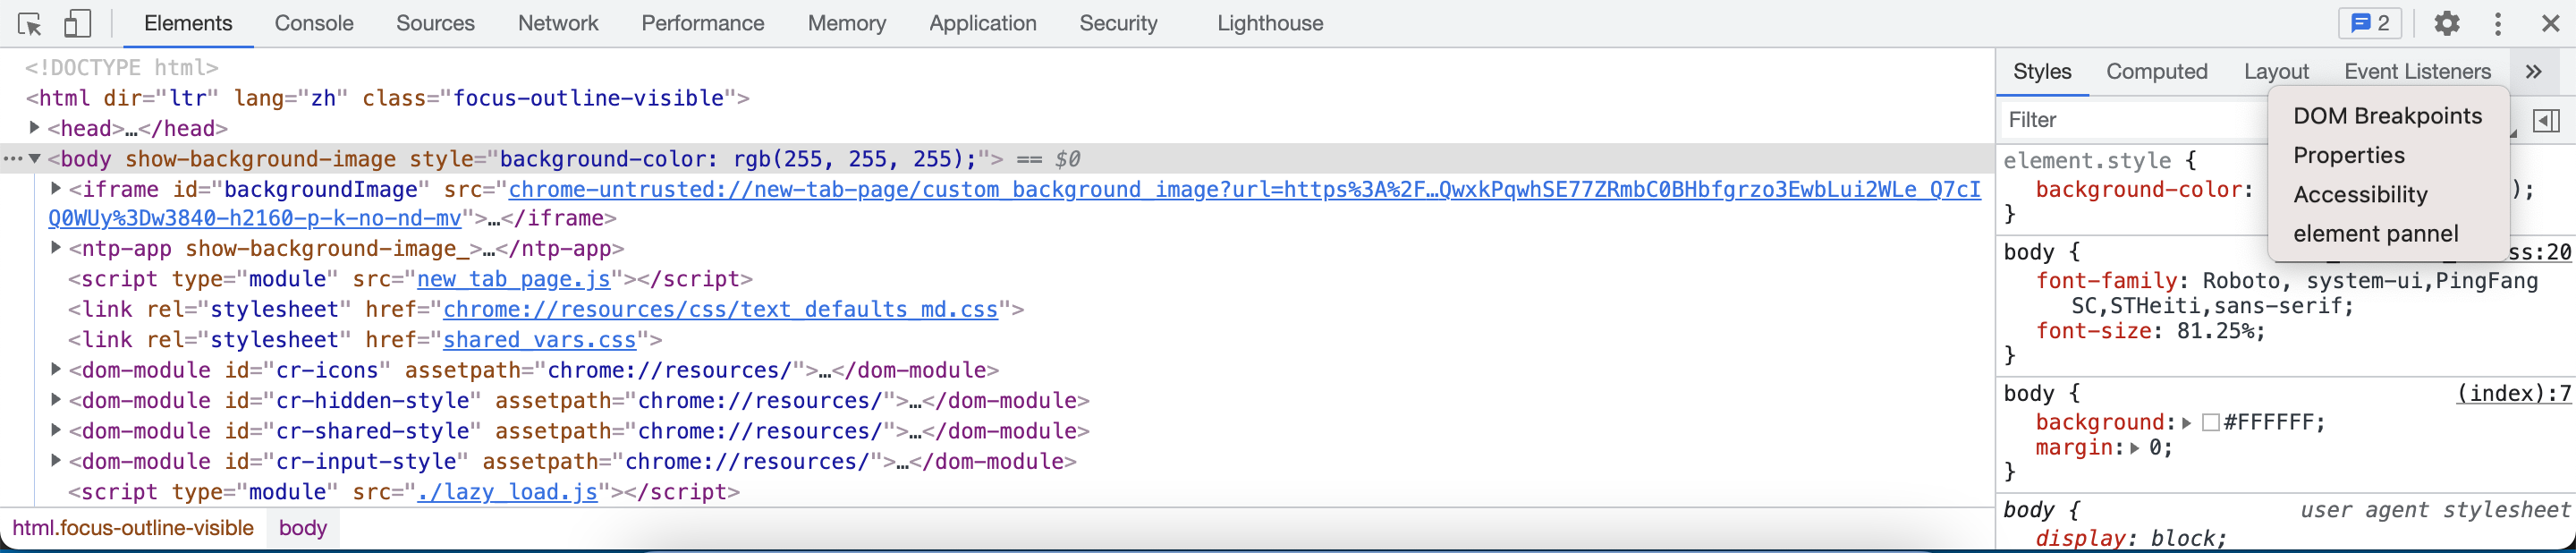 Elements Console Sources Network Performance Memory Application Security Lighthouse 2
<!DOCTYPE html>
<html dir="ltr" lang="zh" class="focus-outline-visible">
<head>…</head>
<body show-background-image style="background-color: rgb(255, 255, 255);"> == $0
<iframe id="backgroundImage" src="chrome-untrusted://new-tab-page/custom_background_image?url=https%3A%2F…QwxkPqwhSE77ZRmbC0BHbfgrzo3EwbLui2WLe_Q7cI
Q0WUy%3Dw3840-h2160-p-k-no-nd-mv">…</iframe>
<ntp-app show-background-image_>…</ntp-app>
<script type="module" src="new_tab_page.js"></script>
<link rel="stylesheet" href="chrome://resources/css/text_defaults_md.css">
<link rel="stylesheet" href="shared_vars.css">
<dom-module id="cr-icons" assetpath="chrome://resources/">…</dom-module>
<dom-module id="cr-hidden-style" assetpath="chrome://resources/">…</dom-module>
<dom-module id="cr-shared-style" assetpath="chrome://resources/">…</dom-module>
<dom-module id="cr-input-style" assetpath="chrome://resources/">…</dom-module>
<script type="module" src="./lazy_load.js"></script>
html.focus-outline-visible body
Styles Computed Layout Event Listeners »
Filter
DOM Breakpoints
Properties
Accessibility
element pannel
element.style {
background-color: );
}
body { ss:20
font-family: Roboto, system-ui,PingFang
SC,STHeiti,sans-serif;
font-size: 81.25%;
}
body { (index):7
background: #FFFFFF;
margin: 0;
}
body { user agent stylesheet
display: block;